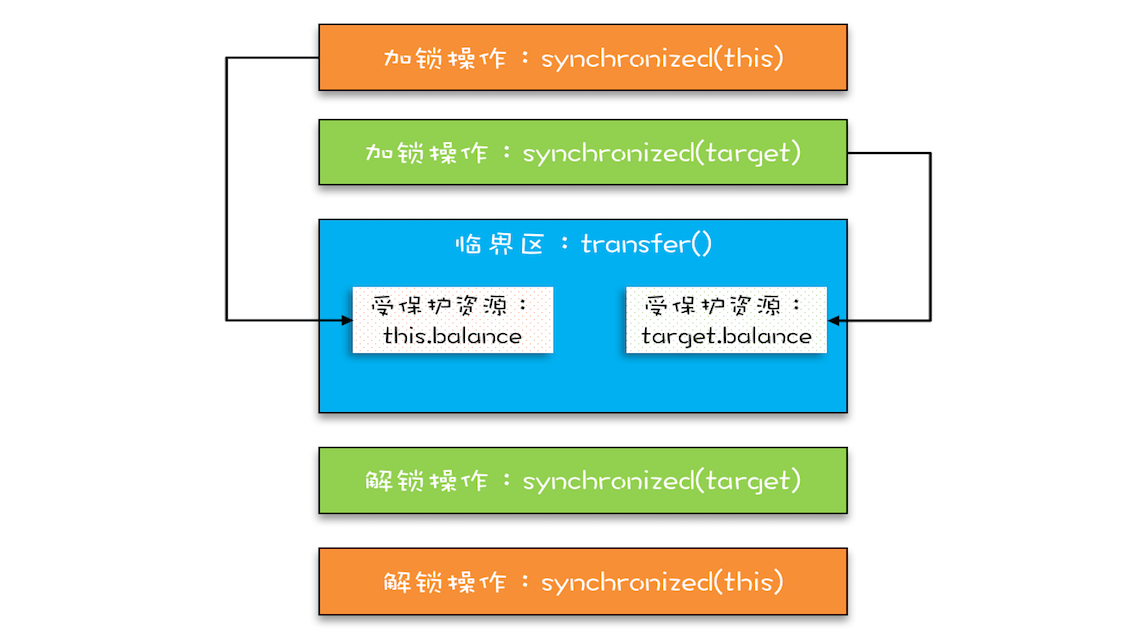 加锁操作：synchronized(this)
加锁操作：synchronized(target)
临界区：transfer()
受保护资源：
this.balance
受保护资源：
target.balance
解锁操作：synchronized(target)
解锁操作：synchronized(this)